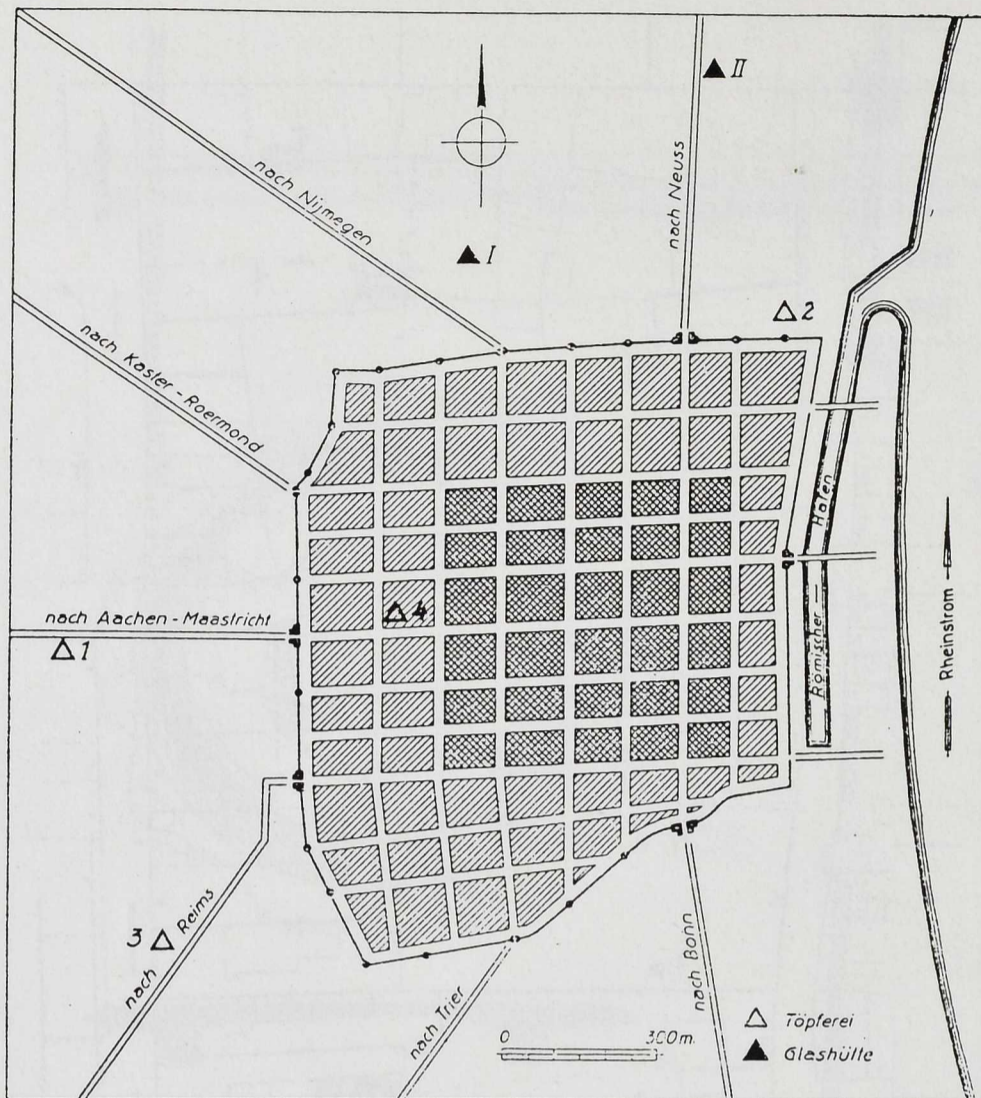 II
nach Neuss
nach Nijmegen
I
2
nach Kaster - Roermond
Römischer - Hafen
4
nach Aachen - Maastricht
1
Rheinstrom
nach Reims
3
nach Trier
nach Bonn
0 300 m.
Töpferei
Glashütte